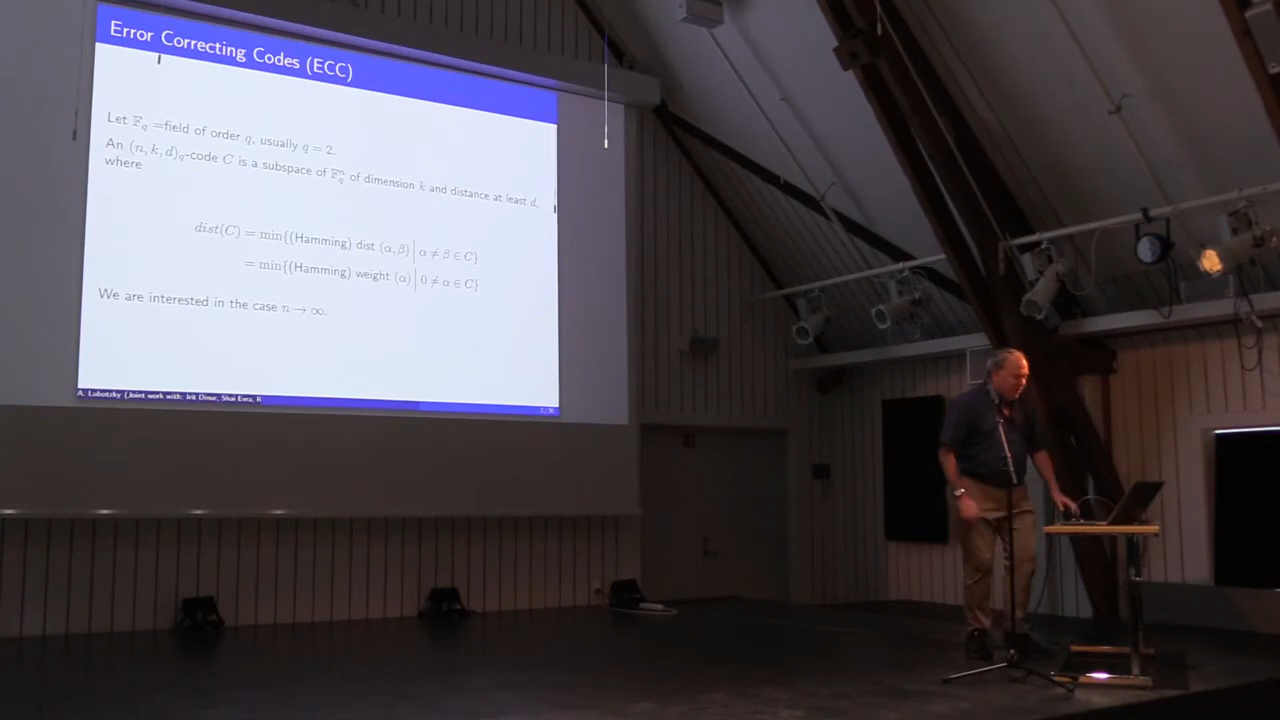 Error Correcting Codes (ECC)
Let 𝔽_q =field of order q, usually q = 2.
An (n, k, d)_q-code C is a subspace of 𝔽_q^n of dimension k and distance at least d,
where
dist(C) = min{(Hamming) dist (α, β) | α ≠ β ∈ C}
= min{(Hamming) weight (α) | 0 ≠ α ∈ C}
We are interested in the case n → ∞.
A. Lubotzky (Joint work with: Irit Dinur, Shai Evra, R
2 / 20